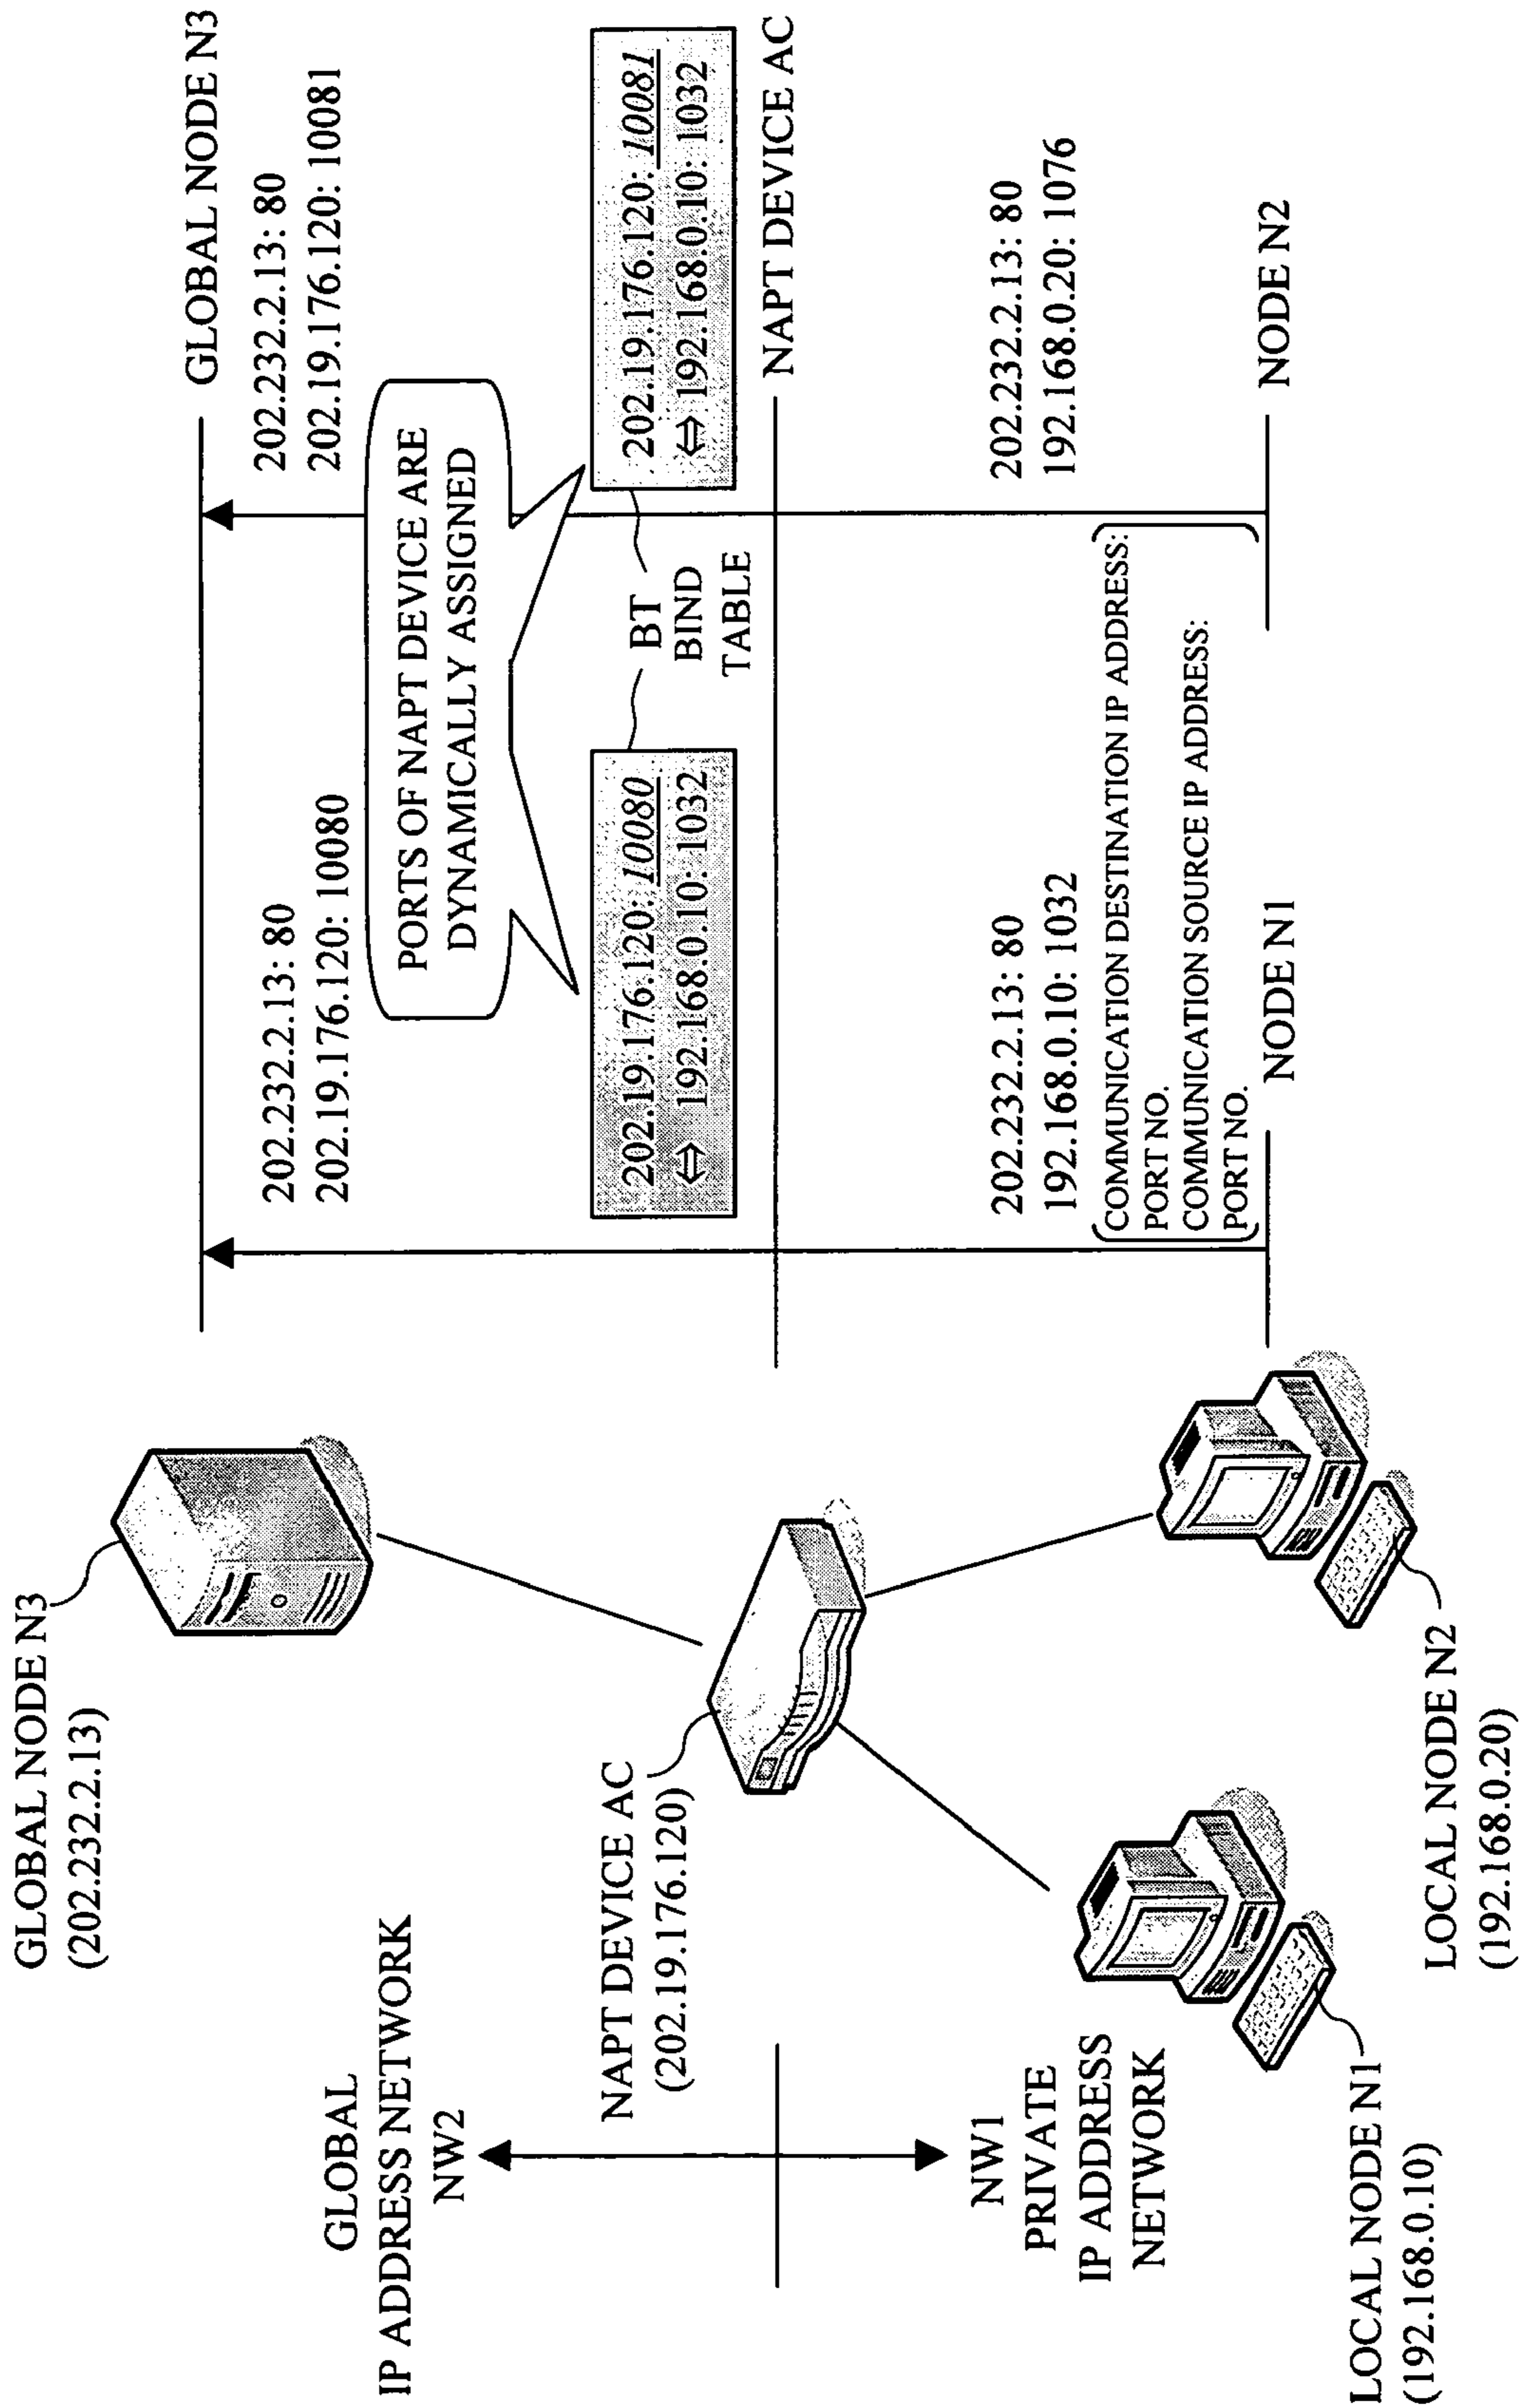 GLOBAL NODE N3
(202.232.2.13)
GLOBAL
IP ADDRESS NETWORK
NW2
NAPT DEVICE AC
(202.19.176.120)
NW1
PRIVATE
IP ADDRESS
NETWORK
LOCAL NODE N1
(192.168.0.10)
LOCAL NODE N2
(192.168.0.20)
GLOBAL NODE N3
202.232.2.13: 80
202.19.176.120: 10080
202.232.2.13: 80
202.19.176.120: 10081
PORTS OF NAPT DEVICE ARE
DYNAMICALLY ASSIGNED
202.19.176.120: 10080
⇔ 192.168.0.10: 1032
BT
BIND
TABLE
202.19.176.120: 10081
⇔ 192.168.0.10: 1032
NAPT DEVICE AC
202.232.2.13: 80
192.168.0.10: 1032
COMMUNICATION DESTINATION IP ADDRESS:
PORT NO.
COMMUNICATION SOURCE IP ADDRESS:
PORT NO.
202.232.2.13: 80
192.168.0.20: 1076
NODE N1
NODE N2